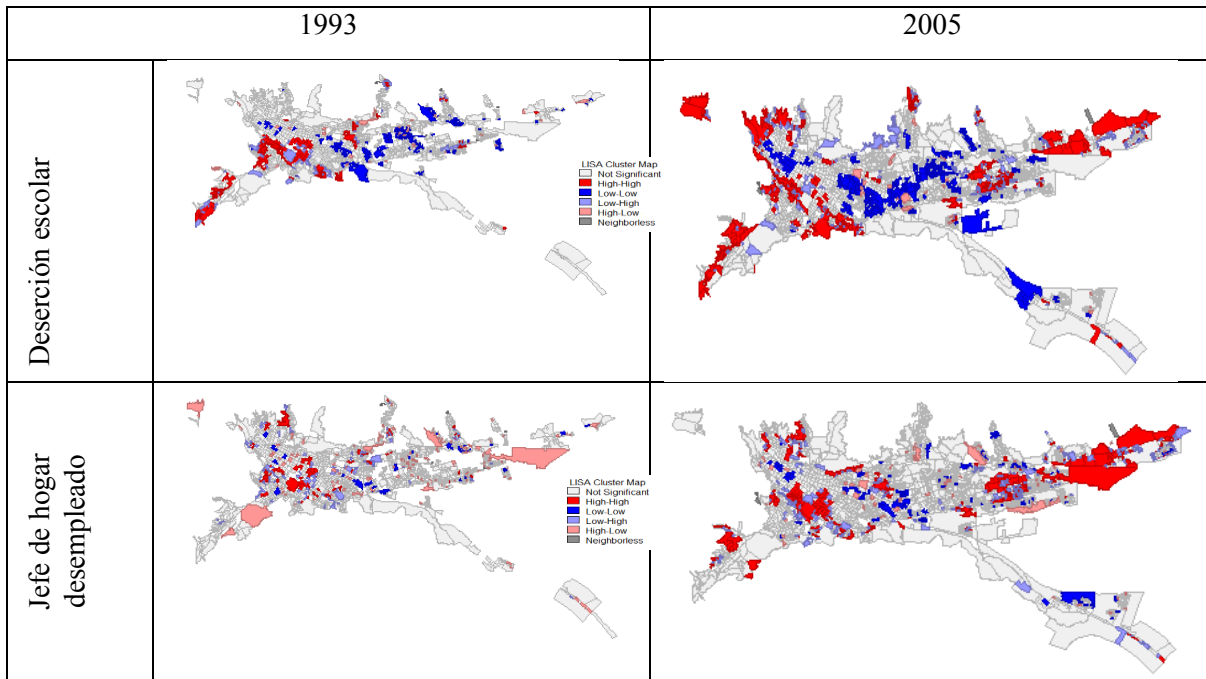 1993
2005
Deserción escolar
LISA Cluster Map
Not Significant
High-High
Low-Low
Low-High
High-Low
Neighborless
Jefe de hogar
desempleado
LISA Cluster Map
Not Significant
High-High
Low-Low
Low-High
High-Low
Neighborless